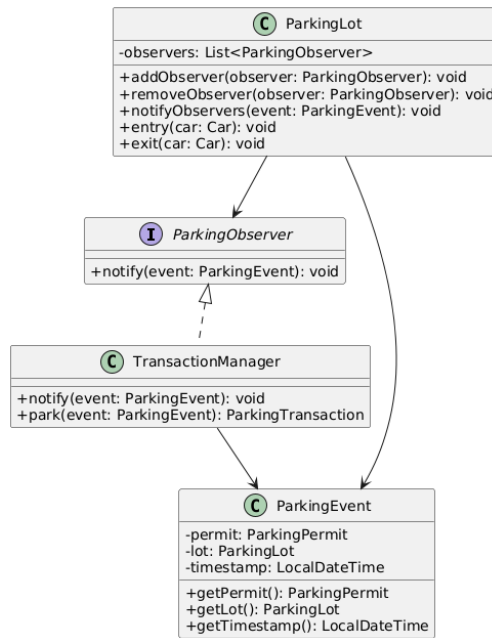 C ParkingLot
-observers: List<ParkingObserver>
+addObserver(observer: ParkingObserver): void
+removeObserver(observer: ParkingObserver): void
+notifyObservers(event: ParkingEvent): void
+entry(car: Car): void
+exit(car: Car): void
I ParkingObserver
+notify(event: ParkingEvent): void
C TransactionManager
+notify(event: ParkingEvent): void
+park(event: ParkingEvent): ParkingTransaction
C ParkingEvent
-permit: ParkingPermit
-lot: ParkingLot
-timestamp: LocalDateTime
+getPermit(): ParkingPermit
+getLot(): ParkingLot
+getTimestamp(): LocalDateTime